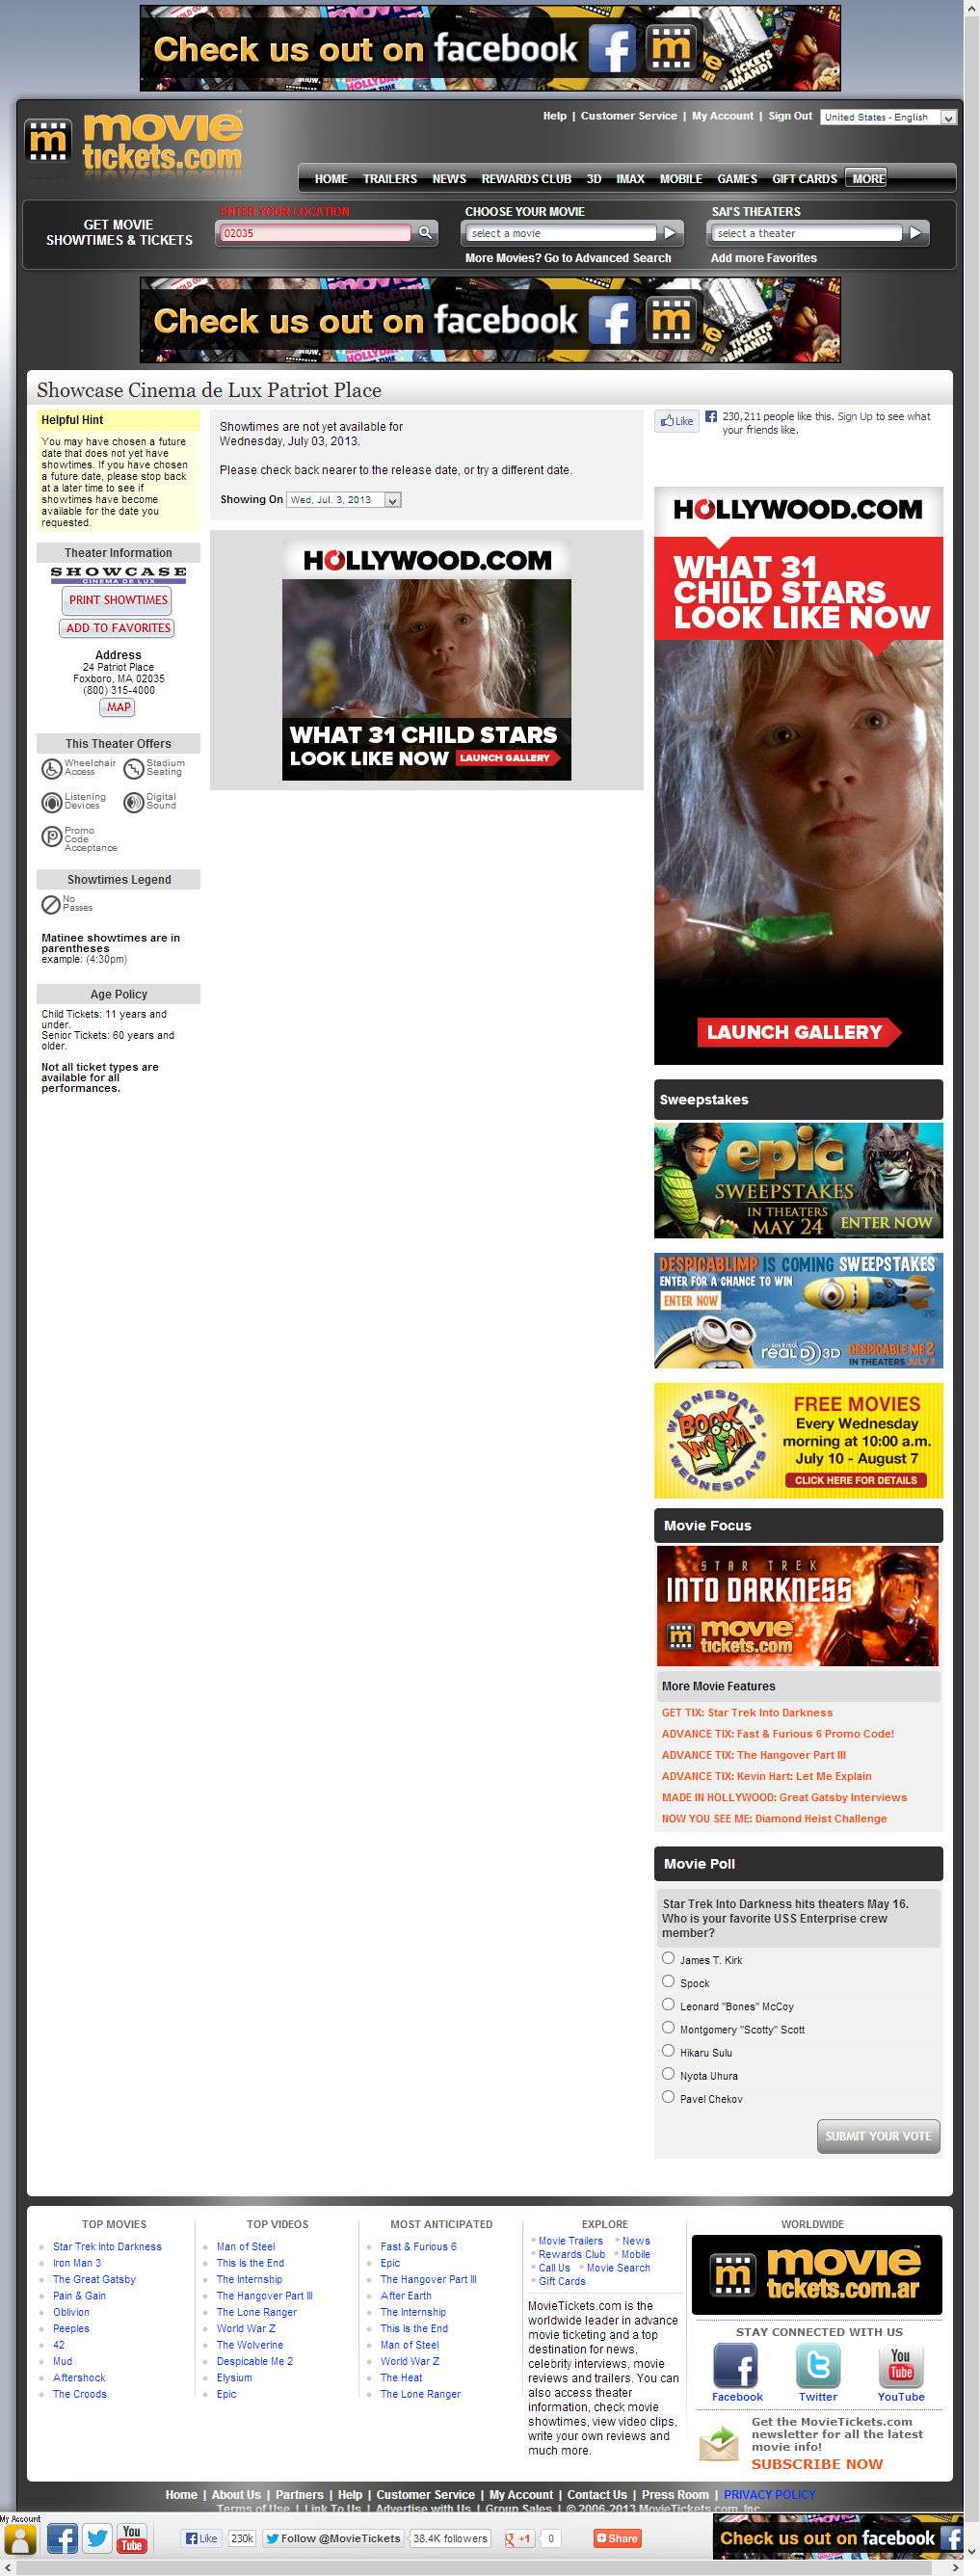 Check us out on facebook
movie
tickets.com
Help | Customer Service | My Account | Sign Out
United States - English
HOME TRAILERS NEWS REWARDS CLUB 3D IMAX MOBILE GAMES GIFT CARDS MORE
GET MOVIE
SHOWTIMES & TICKETS
ENTER YOUR LOCATION
02035
CHOOSE YOUR MOVIE
select a movie
More Movies? Go to Advanced Search
SAI'S THEATERS
select a theater
Add more Favorites
Check us out on facebook
Showcase Cinema de Lux Patriot Place
Helpful Hint
You may have chosen a future
date that does not yet have
showtimes. If you have chosen
a future date, please stop back
at a later time to see if
showtimes have become
available for the date you
requested.
Theater Information
SHOWCASE
CINEMA DE LUX
PRINT SHOWTIMES
ADD TO FAVORITES
Address
24 Patriot Place
Foxboro, MA 02035
(800) 315-4000
MAP
This Theater Offers
Wheelchair
Access
Stadium
Seating
Listening
Devices
Digital
Sound
Promo
Code
Acceptance
Showtimes Legend
No
Passes
Matinee showtimes are in
parentheses
example: (4:30pm)
Age Policy
Child Tickets: 11 years and
under.
Senior Tickets: 60 years and
older.
Not all ticket types are
available for all
performances.
Showtimes are not yet available for
Wednesday, July 03, 2013.
Please check back nearer to the release date, or try a different date.
Showing On Wed, Jul. 3, 2013
HOLLYWOOD.COM
WHAT 31 CHILD STARS
LOOK LIKE NOW LAUNCH GALLERY
Like
230,211 people like this. Sign Up to see what
your friends like.
HOLLYWOOD.COM
WHAT 31
CHILD STARS
LOOK LIKE NOW
LAUNCH GALLERY
Sweepstakes
epic
SWEEPSTAKES
IN THEATERS
MAY 24
ENTER NOW
DESPICABLIMP IS COMING SWEEPSTAKES
ENTER FOR A CHANCE TO WIN
ENTER NOW
REAL D 3D
DESPICABLE ME 2
IN THEATERS JULY 3
WEDNESDAYS
BOOK WORM
WEDNESDAYS
FREE MOVIES
Every Wednesday
morning at 10:00 a.m.
July 10 - August 7
CLICK HERE FOR DETAILS
Movie Focus
STAR TREK
INTO DARKNESS
movie
tickets.com
More Movie Features
GET TIX: Star Trek Into Darkness
ADVANCE TIX: Fast & Furious 6 Promo Code!
ADVANCE TIX: The Hangover Part III
ADVANCE TIX: Kevin Hart: Let Me Explain
MADE IN HOLLYWOOD: Great Gatsby Interviews
NOW YOU SEE ME: Diamond Heist Challenge
Movie Poll
Star Trek Into Darkness hits theaters May 16.
Who is your favorite USS Enterprise crew
member?
James T. Kirk
Spock
Leonard "Bones" McCoy
Montgomery "Scotty" Scott
Hikaru Sulu
Nyota Uhura
Pavel Chekov
SUBMIT YOUR VOTE
TOP MOVIES
Star Trek Into Darkness
Iron Man 3
The Great Gatsby
Pain & Gain
Oblivion
Peeples
42
Mud
Aftershock
The Croods
TOP VIDEOS
Man of Steel
This Is the End
The Internship
The Hangover Part III
The Lone Ranger
World War Z
The Wolverine
Despicable Me 2
Elysium
Epic
MOST ANTICIPATED
Fast & Furious 6
Epic
The Hangover Part III
After Earth
The Internship
This Is the End
Man of Steel
World War Z
The Heat
The Lone Ranger
EXPLORE
Movie Trailers News
Rewards Club Mobile
Call Us Movie Search
Gift Cards
MovieTickets.com is the
worldwide leader in advance
movie ticketing and a top
destination for news,
celebrity interviews, movie
reviews and trailers. You can
also access theater
information, check movie
showtimes, view video clips,
write your own reviews and
much more.
WORLDWIDE
movie
tickets.com.ar
STAY CONNECTED WITH US
Facebook Twitter YouTube
Get the MovieTickets.com
newsletter for all the latest
movie info!
SUBSCRIBE NOW
Home | About Us | Partners | Help | Customer Service | My Account | Contact Us | Press Room | PRIVACY POLICY
Terms of Use | Link To Us | Advertise with Us | Group Sales | © 2006-2013 MovieTickets.com, Inc.
My Account
You Tube
Like 230k
Follow @MovieTickets 38.4K followers
+1 0
Share
Check us out on facebook